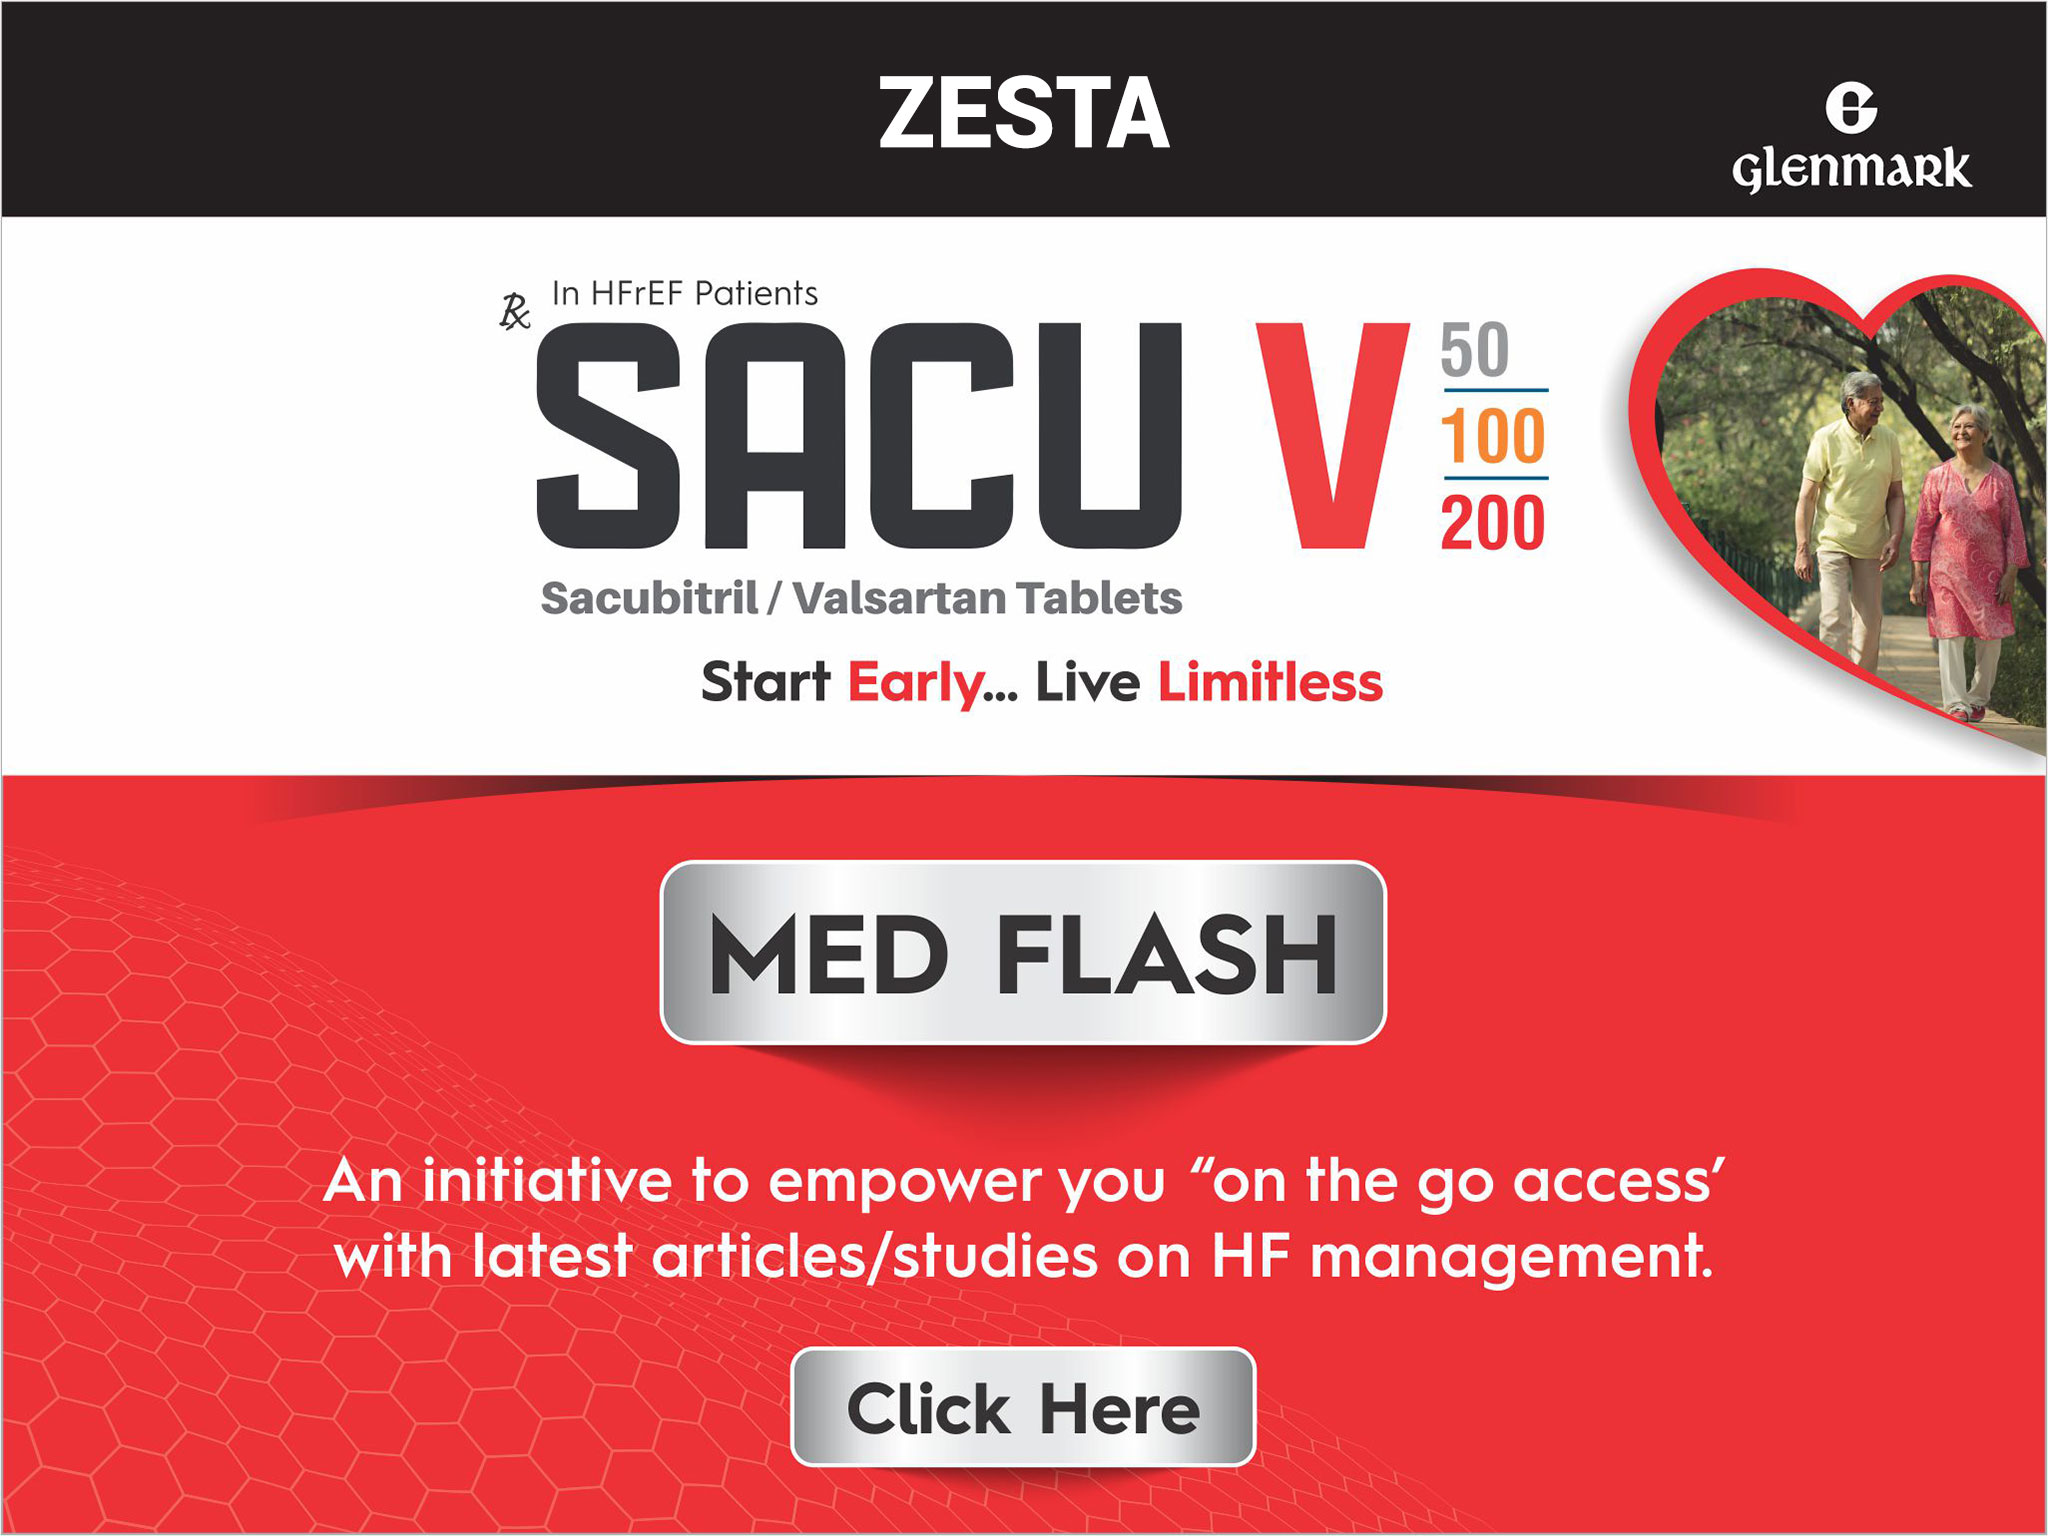 ZESTA
glenmark
Rx In HFrEF Patients
SACU V
50
100
200
Sacubitril / Valsartan Tablets
Start Early... Live Limitless
MED FLASH
An initiative to empower you “on the go access’
with latest articles/studies on HF management.
Click Here